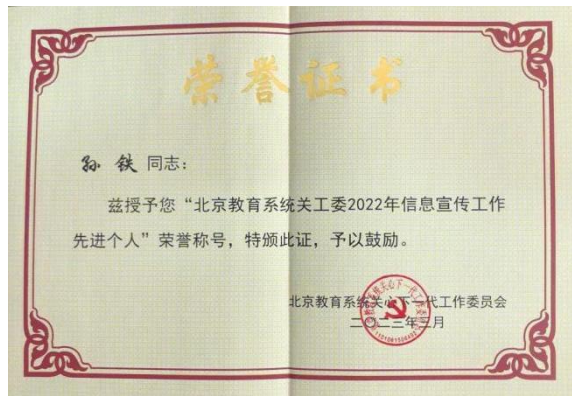 荣誉证书
孙铁同志：
兹授予您“北京教育系统关工委2022年信息宣传工作
先进个人”荣誉称号，特颁此证，予以鼓励。
北京教育系统关心下一代工作委员会
二〇二三年三月